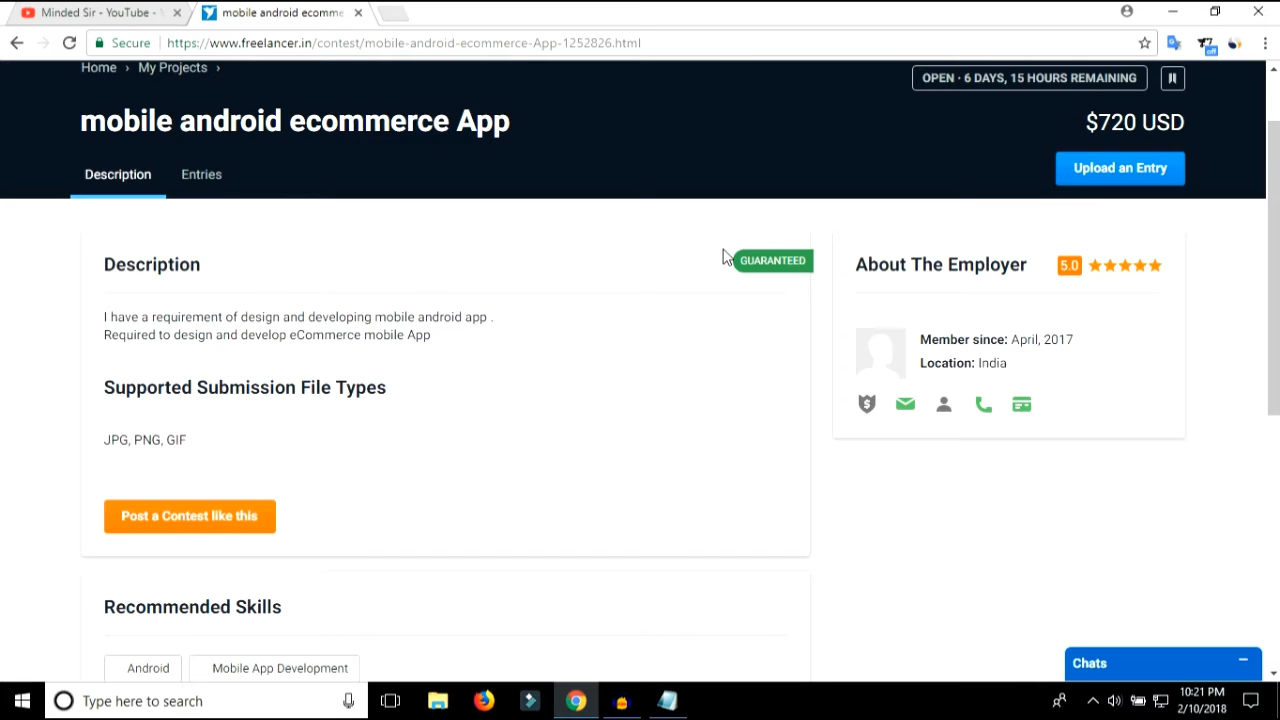 Minded Sir - YouTube -
mobile android ecomme
Secure
https://www.freelancer.in/contest/mobile-android-ecommerce-App-1252826.html
off
Home › My Projects ›
OPEN · 6 DAYS, 15 HOURS REMAINING
mobile android ecommerce App
$720 USD
Description
Entries
Upload an Entry
Description
GUARANTEED
I have a requirement of design and developing mobile android app .
Required to design and develop eCommerce mobile App
Supported Submission File Types
JPG, PNG, GIF
Post a Contest like this
About The Employer
5.0
Member since: April, 2017
Location: India
Recommended Skills
Android
Mobile App Development
Chats
Type here to search
10:21 PM
2/10/2018